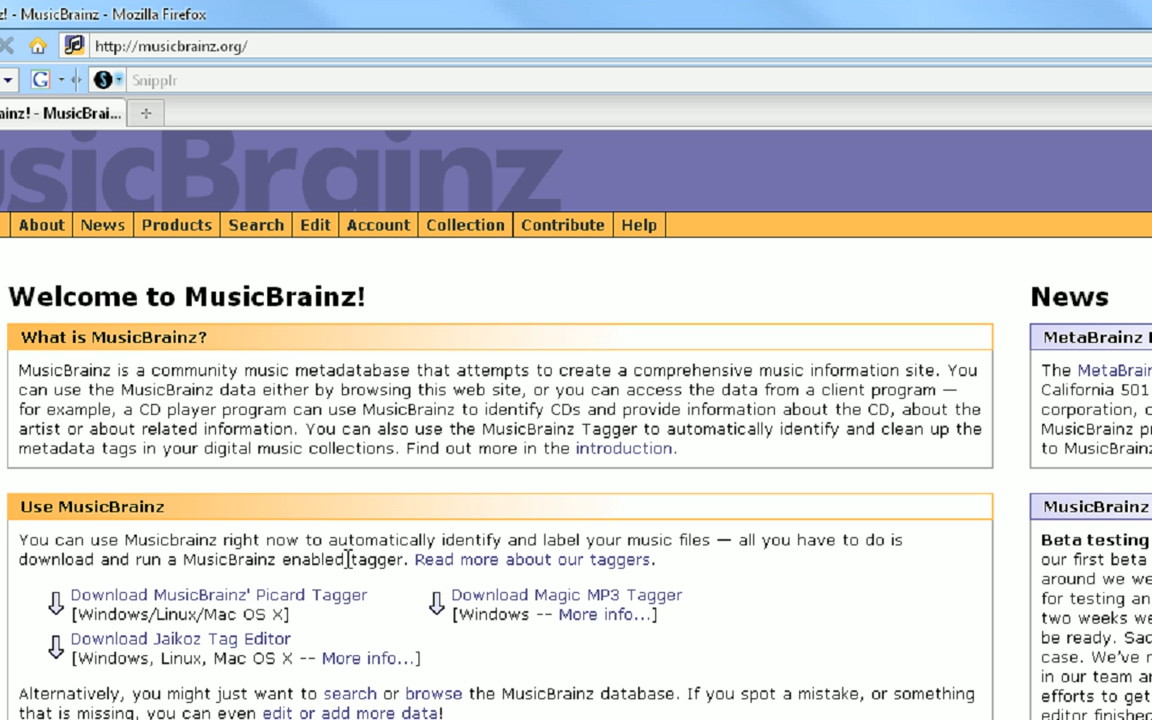 z! - MusicBrainz - Mozilla Firefox
http://musicbrainz.org/
G
S Snipplr
ainz! - MusicBrai...
usicBrainz
About News Products Search Edit Account Collection Contribute Help
Welcome to MusicBrainz!
What is MusicBrainz?
MusicBrainz is a community music metadatabase that attempts to create a comprehensive music information site. You
can use the MusicBrainz data either by browsing this web site, or you can access the data from a client program —
for example, a CD player program can use MusicBrainz to identify CDs and provide information about the CD, about the
artist or about related information. You can also use the MusicBrainz Tagger to automatically identify and clean up the
metadata tags in your digital music collections. Find out more in the introduction.
Use MusicBrainz
You can use Musicbrainz right now to automatically identify and label your music files — all you have to do is
download and run a MusicBrainz enabled tagger. Read more about our taggers.
Download MusicBrainz' Picard Tagger
[Windows/Linux/Mac OS X]
Download Magic MP3 Tagger
[Windows -- More info...]
Download Jaikoz Tag Editor
[Windows, Linux, Mac OS X -- More info...]
Alternatively, you might just want to search or browse the MusicBrainz database. If you spot a mistake, or something
that is missing, you can even edit or add more data!
News
MetaBrainz
The MetaBrain
California 501
corporation, c
MusicBrainz pr
to MusicBrainz
MusicBrainz
Beta testing
our first beta
around we we
for testing an
two weeks we
be ready. Sad
case. We've r
in our team ar
efforts to get
editor finished